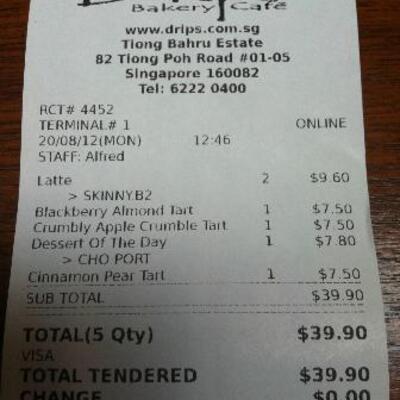 Bakery Café
www.drips.com.sg
Tiong Bahru Estate
82 Tiong Poh Road #01-05
Singapore 160082
Tel: 6222 0400
RCT# 4452
TERMINAL# 1 ONLINE
20/08/12(MON) 12:46
STAFF: Alfred
Latte 2 $9.60
> SKINNY.B2
Blackberry Almond Tart 1 $7.50
Crumbly Apple Crumble Tart 1 $7.50
Dessert Of The Day 1 $7.80
> CHO PORT
Cinnamon Pear Tart 1 $7.50
SUB TOTAL $39.90
TOTAL(5 Qty) $39.90
VISA
TOTAL TENDERED $39.90
CHANGE $0.00